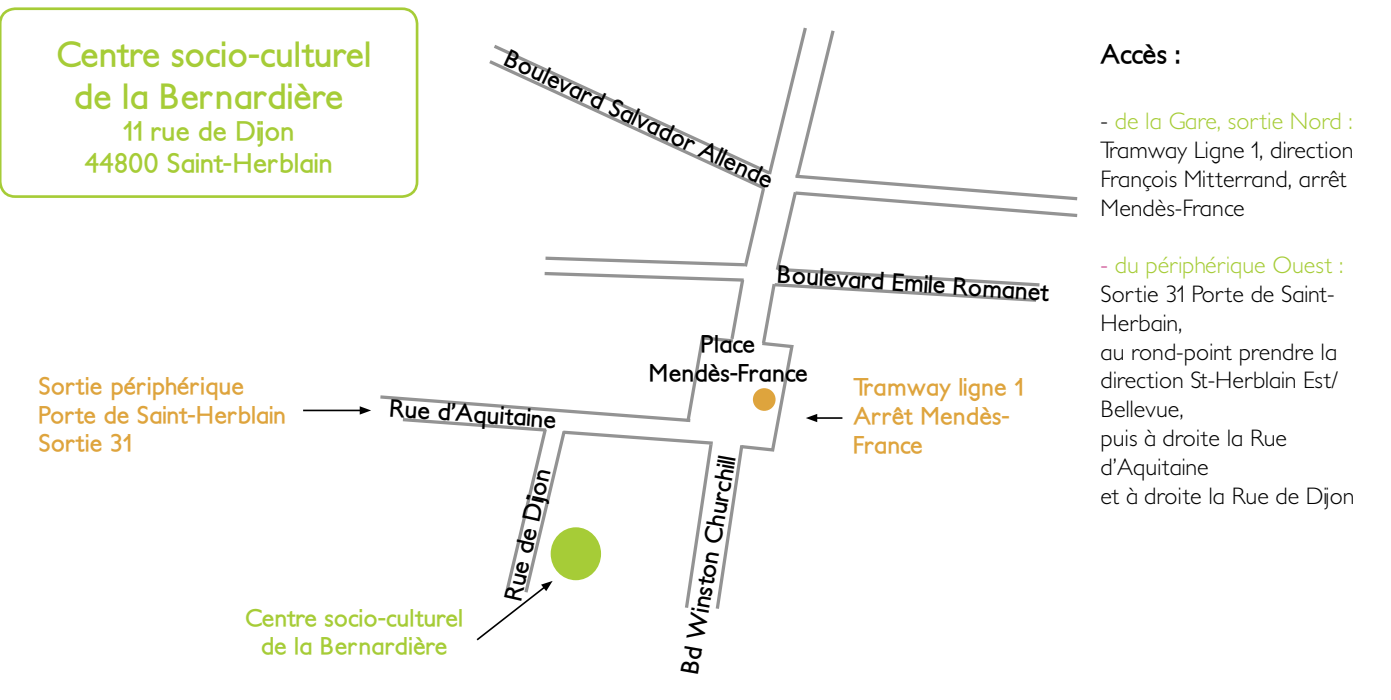 Centre socio-culturel
de la Bernardière
11 rue de Dijon
44800 Saint-Herblain
Boulevard Salvador Allende
Boulevard Emile Romanet
Place
Mendès-France
Sortie périphérique
Porte de Saint-Herblain
Sortie 31
Rue d'Aquitaine
Tramway ligne 1
Arrêt Mendès-
France
Rue de Dijon
Bd Winston Churchill
Centre socio-culturel
de la Bernardière
Accès :
- de la Gare, sortie Nord :
Tramway Ligne 1, direction
François Mitterrand, arrêt
Mendès-France
- du périphérique Ouest :
Sortie 31 Porte de Saint-
Herbain,
au rond-point prendre la
direction St-Herblain Est/
Bellevue,
puis à droite la Rue
d'Aquitaine
et à droite la Rue de Dijon